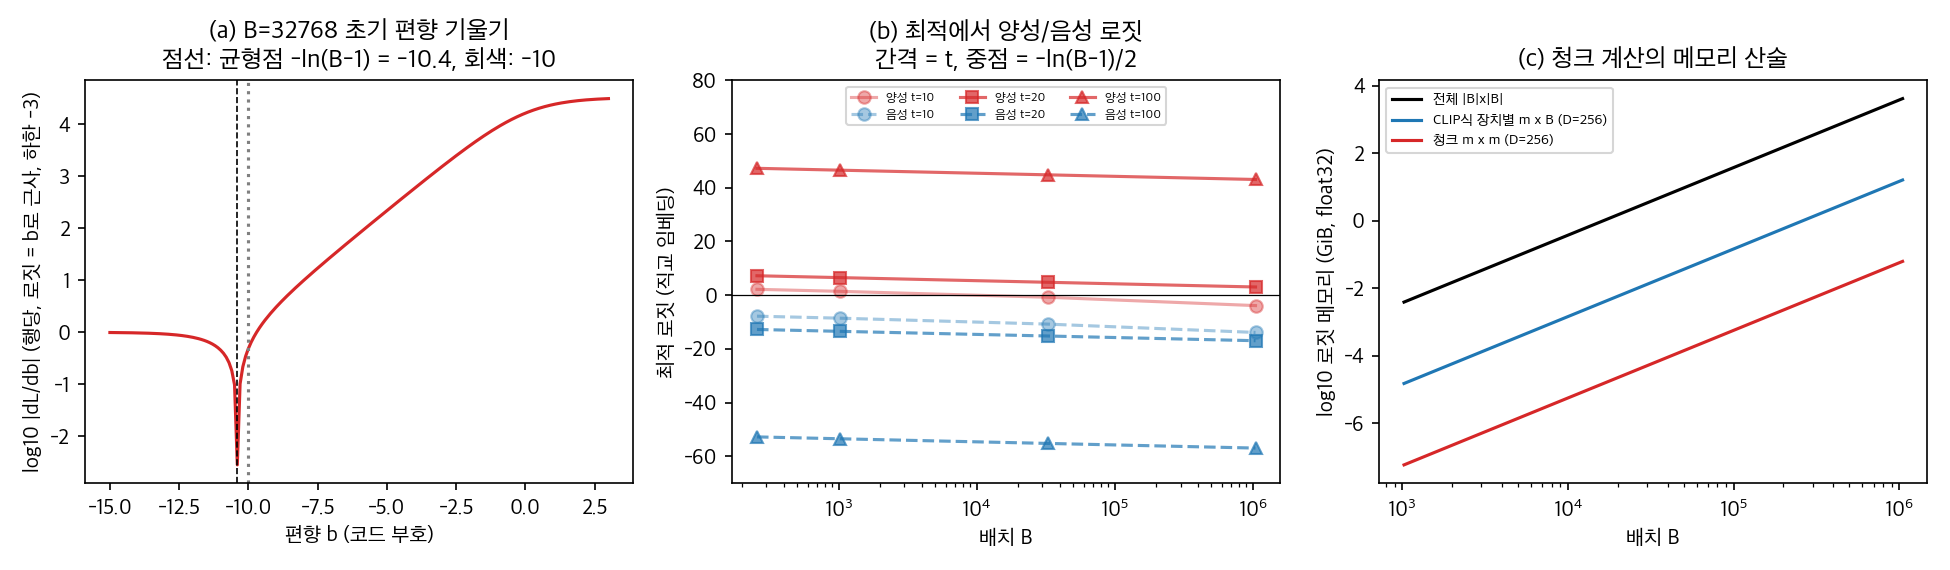 (a) B=32768 초기 편향 기울기
점선: 균형점 -ln(B-1) = -10.4, 회색: -10
log10 |dL/db| (행당, 로짓 = b로 근사, 하한 -3)
4
3
2
1
0
-1
-2
-15.0 -12.5 -10.0 -7.5 -5.0 -2.5 0.0 2.5
편향 b (코드 부호)
(b) 최적에서 양성/음성 로짓
간격 = t, 중점 = -ln(B-1)/2
양성 t=10 양성 t=20 양성 t=100
음성 t=10 음성 t=20 음성 t=100
최적 로짓 (직교 임베딩)
80
60
40
20
0
-20
-40
-60
10³ 10⁴ 10⁵ 10⁶
배치 B
(c) 청크 계산의 메모리 산술
전체 |B|x|B|
CLIP식 장치별 m x B (D=256)
청크 m x m (D=256)
log10 로짓 메모리 (GiB, float32)
4
2
0
-2
-4
-6
10³ 10⁴ 10⁵ 10⁶
배치 B